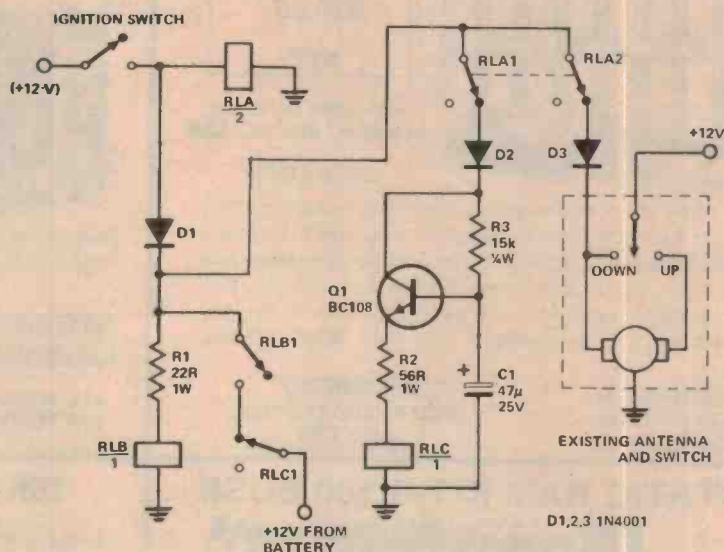 IGNITION SWITCH
(+12-V)
RLA
2
RLA1
RLA2
+12V
D1
D2
D3
R3
15k
¼W
OOWN
UP
Q1
BC108
RLB1
R1
22R
1W
R2
56R
1W
+
C1
47µ
25V
RLB
1
RLC1
RLC
1
EXISTING ANTENNA
AND SWITCH
+12V FROM
BATTERY
D1,2,3 1N4001